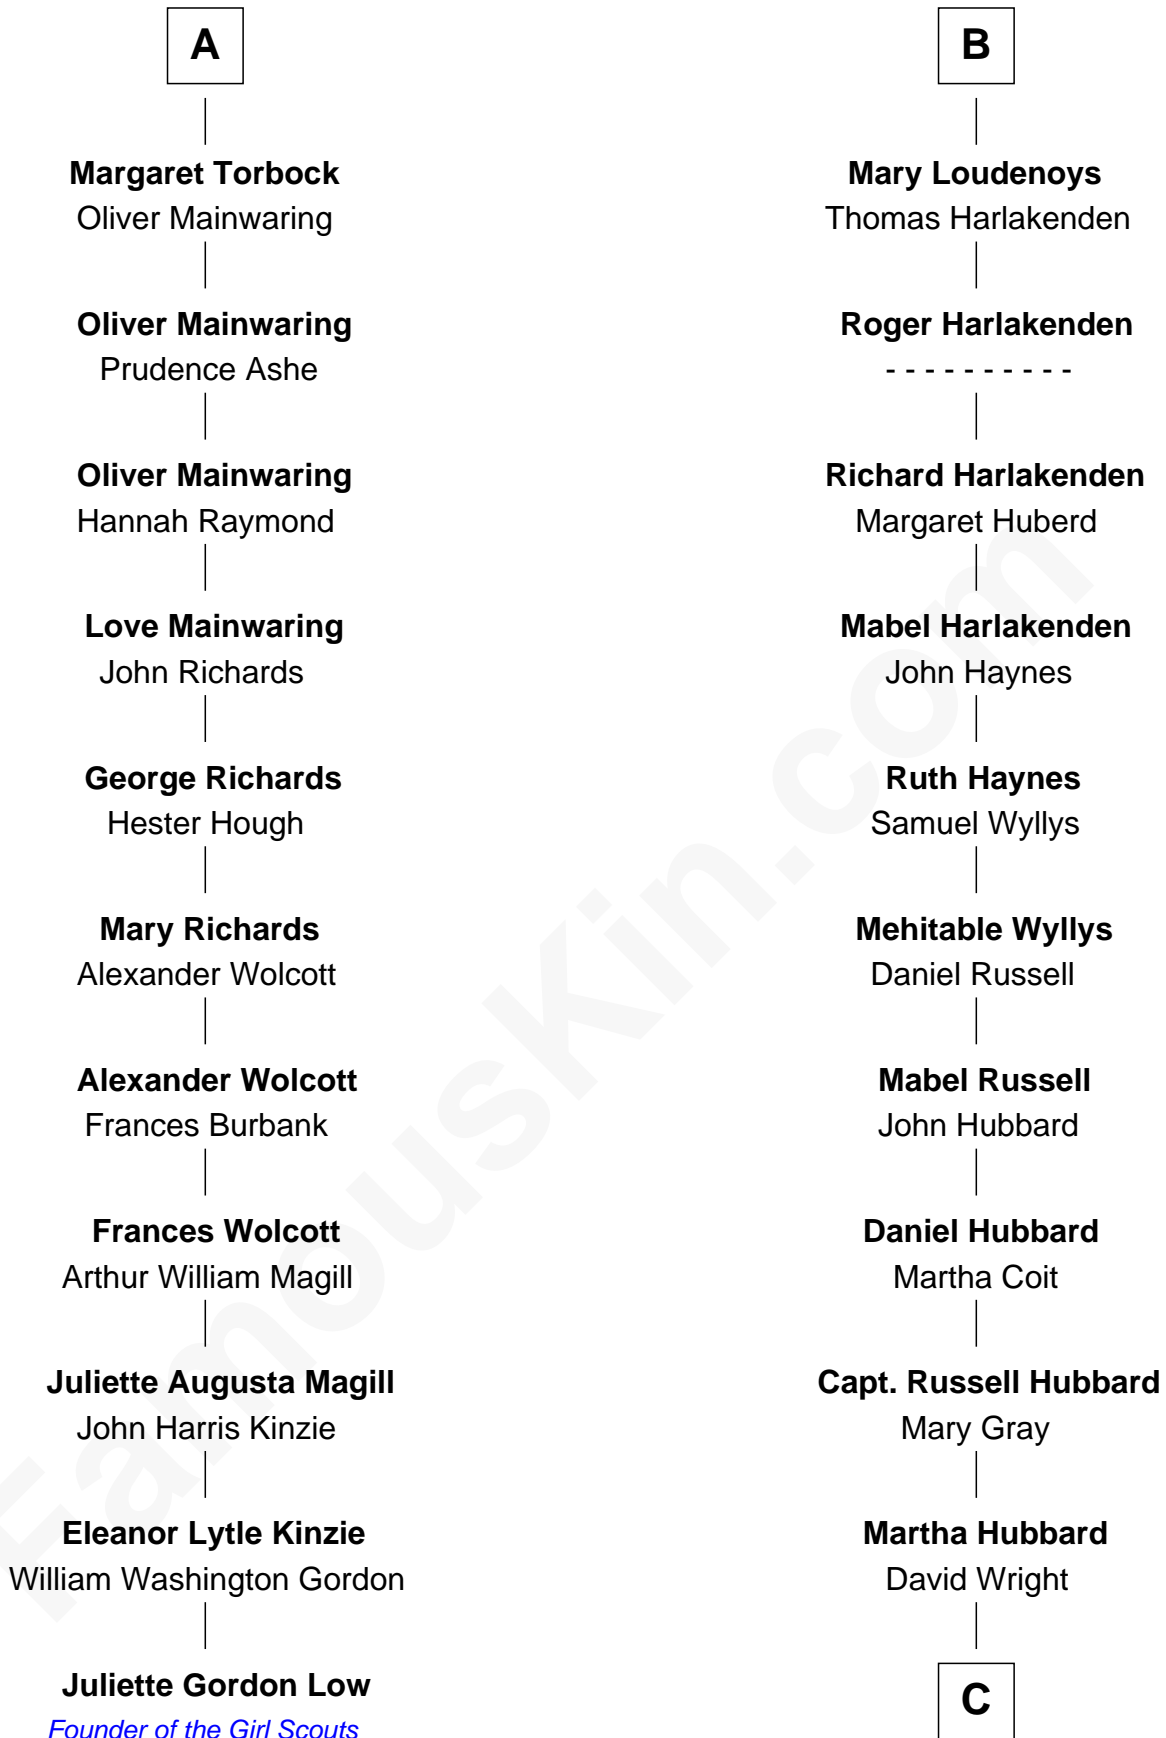 A
Margaret Torbock
Oliver Mainwaring
Oliver Mainwaring
Prudence Ashe
Oliver Mainwaring
Hannah Raymond
Love Mainwaring
John Richards
George Richards
Hester Hough
Mary Richards
Alexander Wolcott
Alexander Wolcott
Frances Burbank
Frances Wolcott
Arthur William Magill
Juliette Augusta Magill
John Harris Kinzie
Eleanor Lytle Kinzie
William Washington Gordon
Juliette Gordon Low
Founder of the Girl Scouts
B
Mary Loudenoys
Thomas Harlakenden
Roger Harlakenden
- - - - - - - - - -
Richard Harlakenden
Margaret Huberd
Mabel Harlakenden
John Haynes
Ruth Haynes
Samuel Wyllys
Mehitable Wyllys
Daniel Russell
Mabel Russell
John Hubbard
Daniel Hubbard
Martha Coit
Capt. Russell Hubbard
Mary Gray
Martha Hubbard
David Wright
C
FamousKin.com